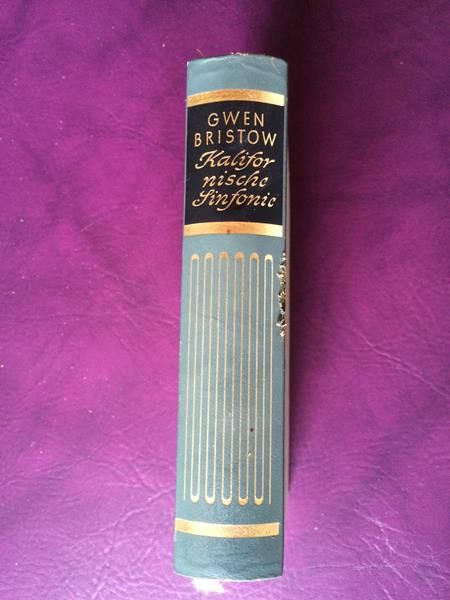 GWEN
BRISTOW
Kalifor
nische
Sinfonie